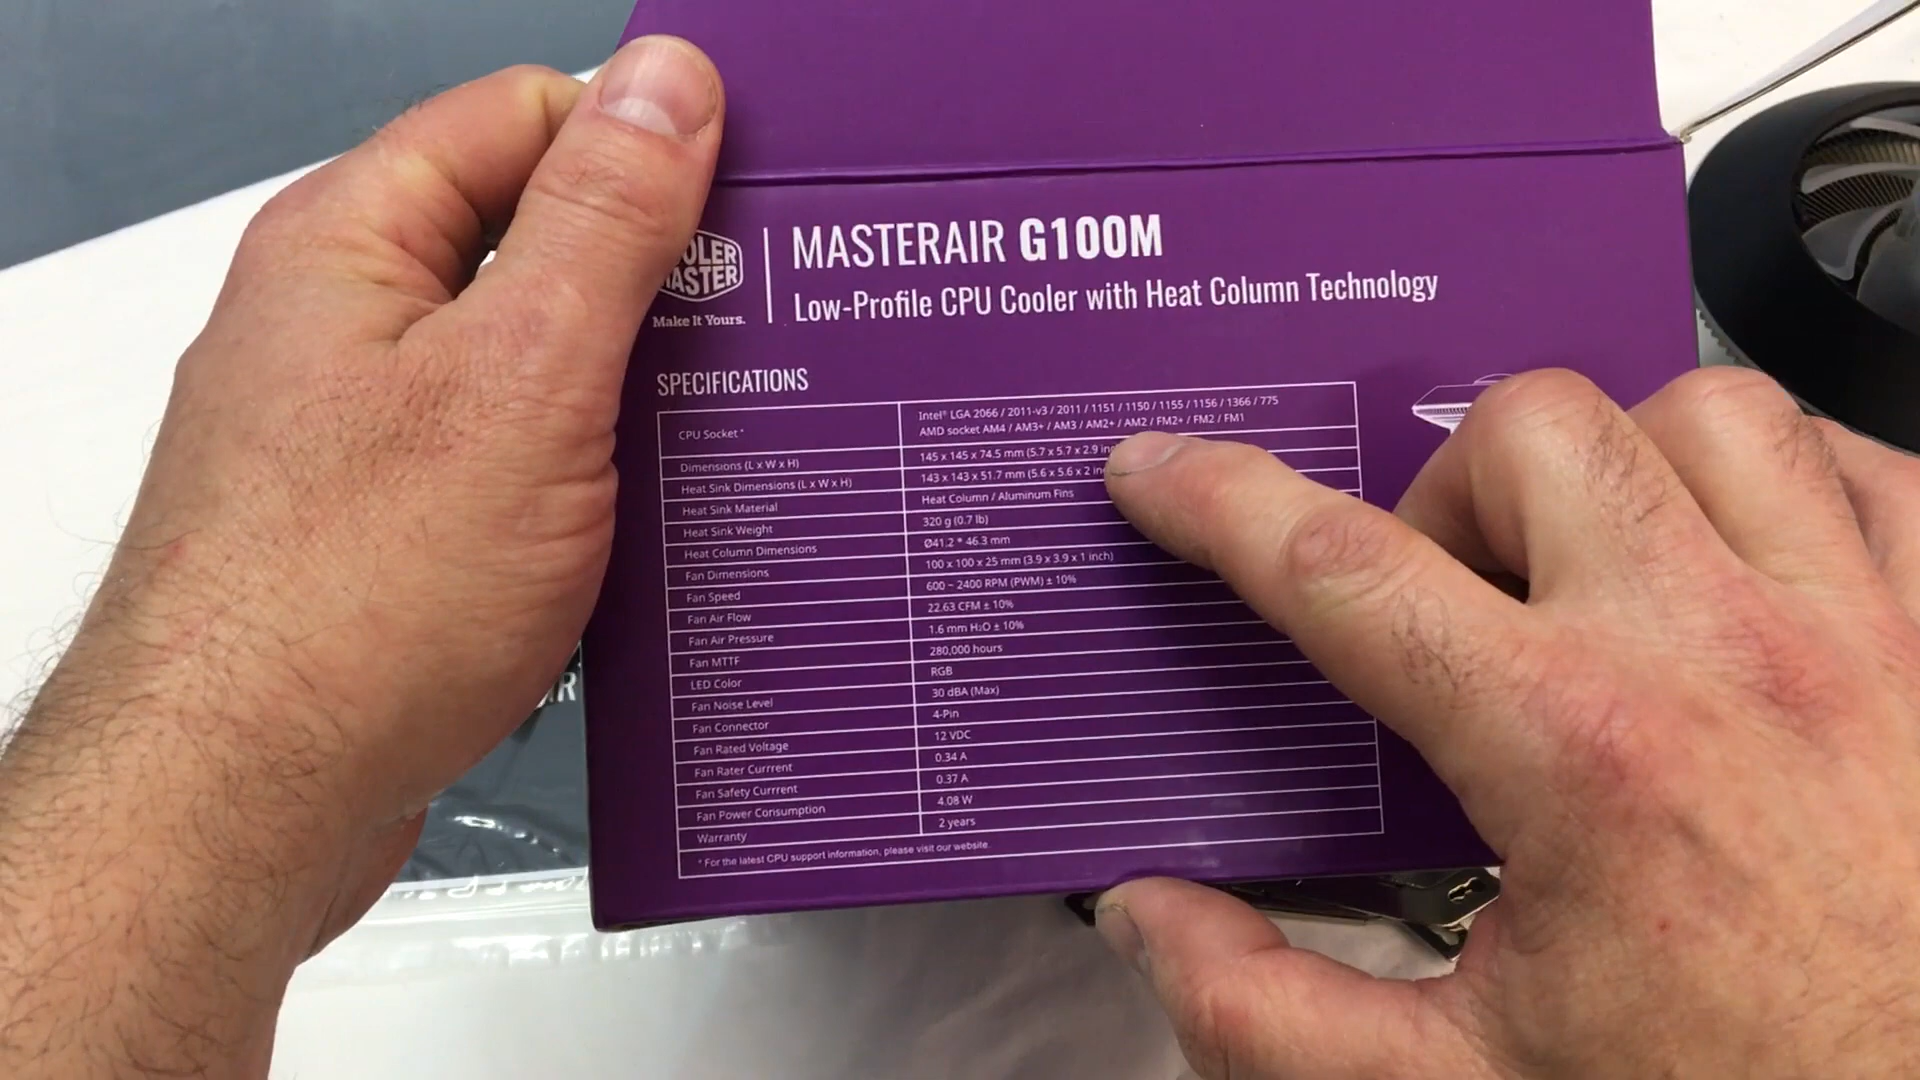 MASTERAIR G100M
Low-Profile CPU Cooler with Heat Column Technology
OLER
ASTER
Make It Yours.
SPECIFICATIONS
CPU Socket* Intel® LGA 2066 / 2011-v3 / 2011 / 1151 / 1150 / 1155 / 1156 / 1366 / 775
AMD socket AM4 / AM3+ / AM3 / AM2+ / AM2 / FM2+ / FM2 / FM1
Dimensions (L x W x H) 145 x 145 x 74.5 mm (5.7 x 5.7 x 2.9 inc
Heat Sink Dimensions (L x W x H) 143 x 143 x 51.7 mm (5.6 x 5.6 x 2 inc
Heat Sink Material Heat Column / Aluminum Fins
Heat Sink Weight 320 g (0.7 lb)
Heat Column Dimensions Ø41.2 * 46.3 mm
Fan Dimensions 100 x 100 x 25 mm (3.9 x 3.9 x 1 inch)
Fan Speed 600 ~ 2400 RPM (PWM) ± 10%
Fan Air Flow 22.63 CFM ± 10%
Fan Air Pressure 1.6 mm H₂O ± 10%
Fan MTTF 280,000 hours
LED Color RGB
Fan Noise Level 30 dBA (Max)
Fan Connector 4-Pin
Fan Rated Voltage 12 VDC
Fan Rater Currrent 0.34 A
Fan Safety Currrent 0.37 A
Fan Power Consumption 4.08 W
Warranty 2 years
* For the latest CPU support information, please visit our website.